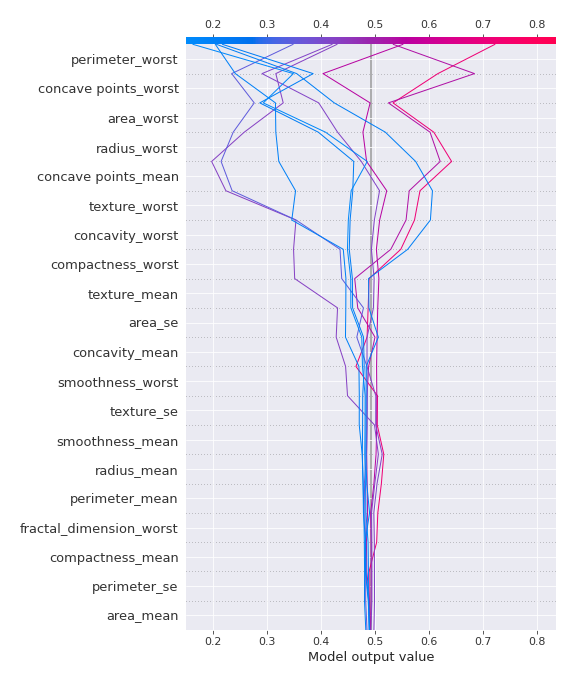 0.2 0.3 0.4 0.5 0.6 0.7 0.8
perimeter_worst
concave points_worst
area_worst
radius_worst
concave points_mean
texture_worst
concavity_worst
compactness_worst
texture_mean
area_se
concavity_mean
smoothness_worst
texture_se
smoothness_mean
radius_mean
perimeter_mean
fractal_dimension_worst
compactness_mean
perimeter_se
area_mean
0.2 0.3 0.4 0.5 0.6 0.7 0.8
Model output value